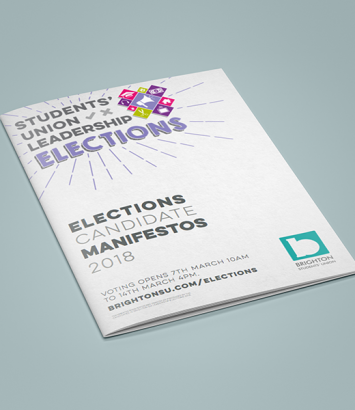 STUDENTS'
UNION
LEADERSHIP
ELECTIONS
ELECTIONS
CANDIDATE
MANIFESTOS
2018
VOTING OPENS 7TH MARCH 10AM
TO 14TH MARCH 4PM.
BRIGHTONSU.COM/ELECTIONS
BRIGHTON
STUDENTS' UNION